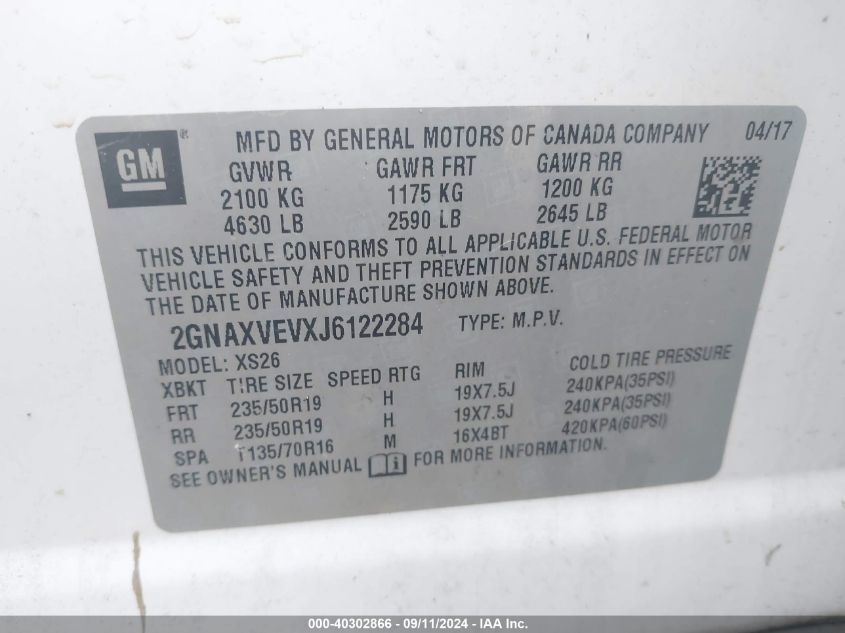 GM® MFD BY GENERAL MOTORS OF CANADA COMPANY 04/17
GVWR GAWR FRT GAWR RR
2100 KG 1175 KG 1200 KG
4630 LB 2590 LB 2645 LB
THIS VEHICLE CONFORMS TO ALL APPLICABLE U.S. FEDERAL MOTOR
VEHICLE SAFETY AND THEFT PREVENTION STANDARDS IN EFFECT ON
THE DATE OF MANUFACTURE SHOWN ABOVE.
2GNAXVEVXJ6122284 TYPE: M.P.V.
MODEL: XS26
XBKT TIRE SIZE SPEED RTG RIM COLD TIRE PRESSURE
FRT 235/50R19 H 19X7.5J 240KPA(35PSI)
RR 235/50R19 H 19X7.5J 240KPA(35PSI)
SPA T135/70R16 M 16X4BT 420KPA(60PSI)
SEE OWNER'S MANUAL i FOR MORE INFORMATION.
000-40302866 - 09/11/2024 - IAAI.com.